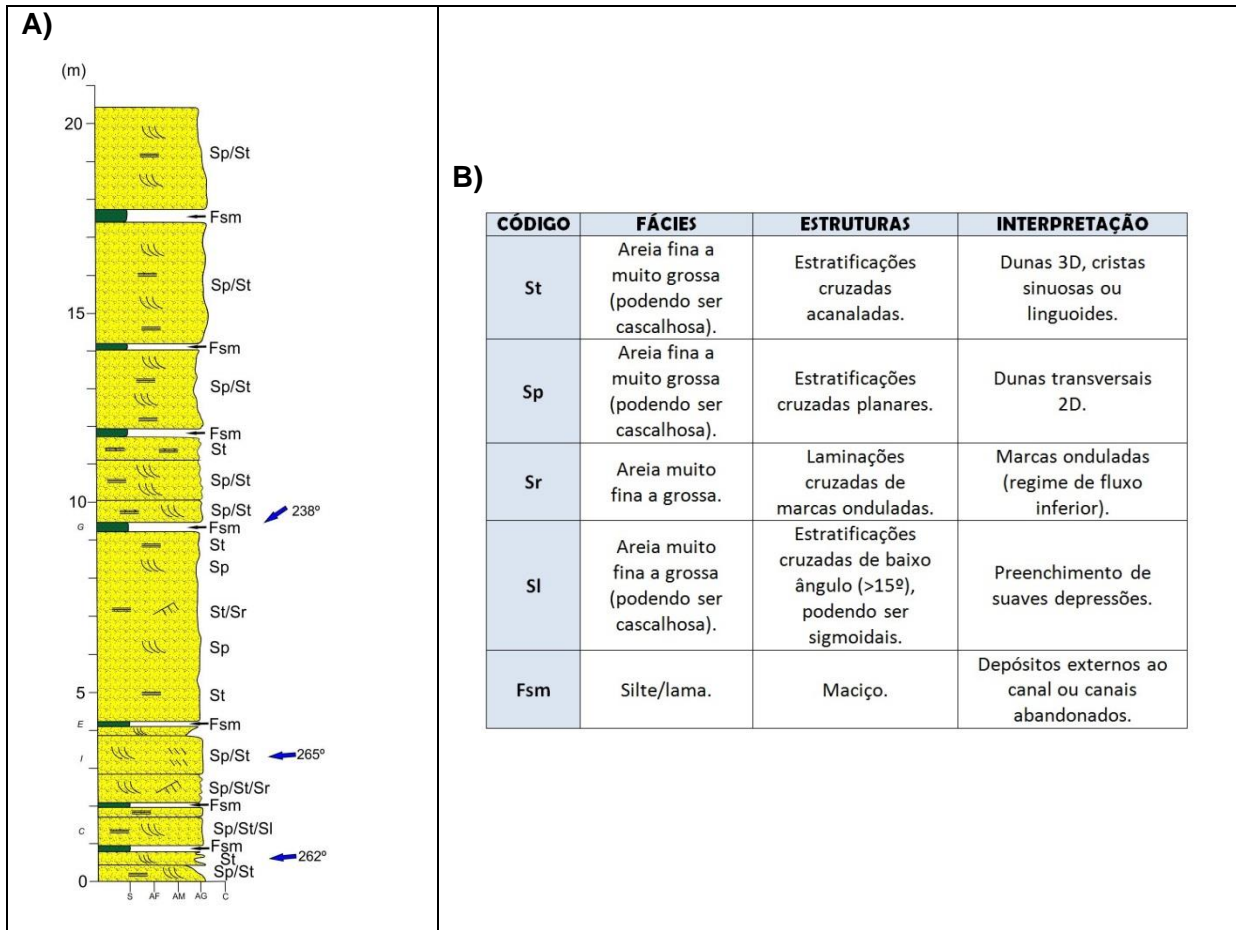 A)
(m)
20
Sp/St
Fsm
Sp/St
15
Fsm
Sp/St
Fsm
St
Sp/St
10
Sp/St
238º
G
Fsm
St
Sp
St/Sr
Sp
5
St
E
Fsm
I
Sp/St
265º
Sp/St/Sr
Fsm
C
Sp/St/Sl
Fsm
St
262º
Sp/St
0
S AF AM AG C
B)
CÓDIGO FÁCIES ESTRUTURAS INTERPRETAÇÃO
St
Areia fina a
muito grossa
(podendo ser
cascalhosa).
Estratificações
cruzadas
acanaladas.
Dunas 3D, cristas
sinuosas ou
linguoides.
Sp
Areia fina a
muito grossa
(podendo ser
cascalhosa).
Estratificações
cruzadas planares.
Dunas transversais
2D.
Sr
Areia muito
fina a grossa.
Laminações
cruzadas de
marcas onduladas.
Marcas onduladas
(regime de fluxo
inferior).
Sl
Areia muito
fina a grossa
(podendo ser
cascalhosa).
Estratificações
cruzadas de baixo
ângulo (>15º),
podendo ser
sigmoidais.
Preenchimento de
suaves depressões.
Fsm
Silte/lama.
Maciço.
Depósitos externos ao
canal ou canais
abandonados.